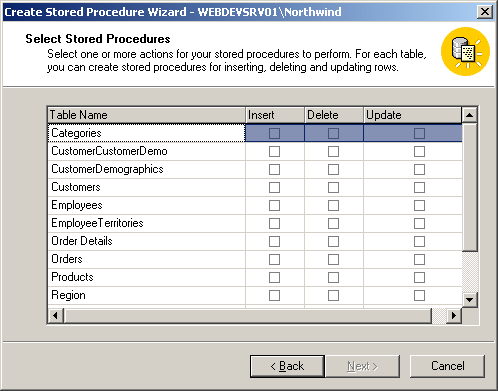 Create Stored Procedure Wizard - WEBDEVSRV01\Northwind
Select Stored Procedures
Select one or more actions for your stored procedures to perform. For each table,
you can create stored procedures for inserting, deleting and updating rows.
Table Name Insert Delete Update
Categories
CustomerCustomerDemo
CustomerDemographics
Customers
Employees
EmployeeTerritories
Order Details
Orders
Products
Region
< Back Next > Cancel